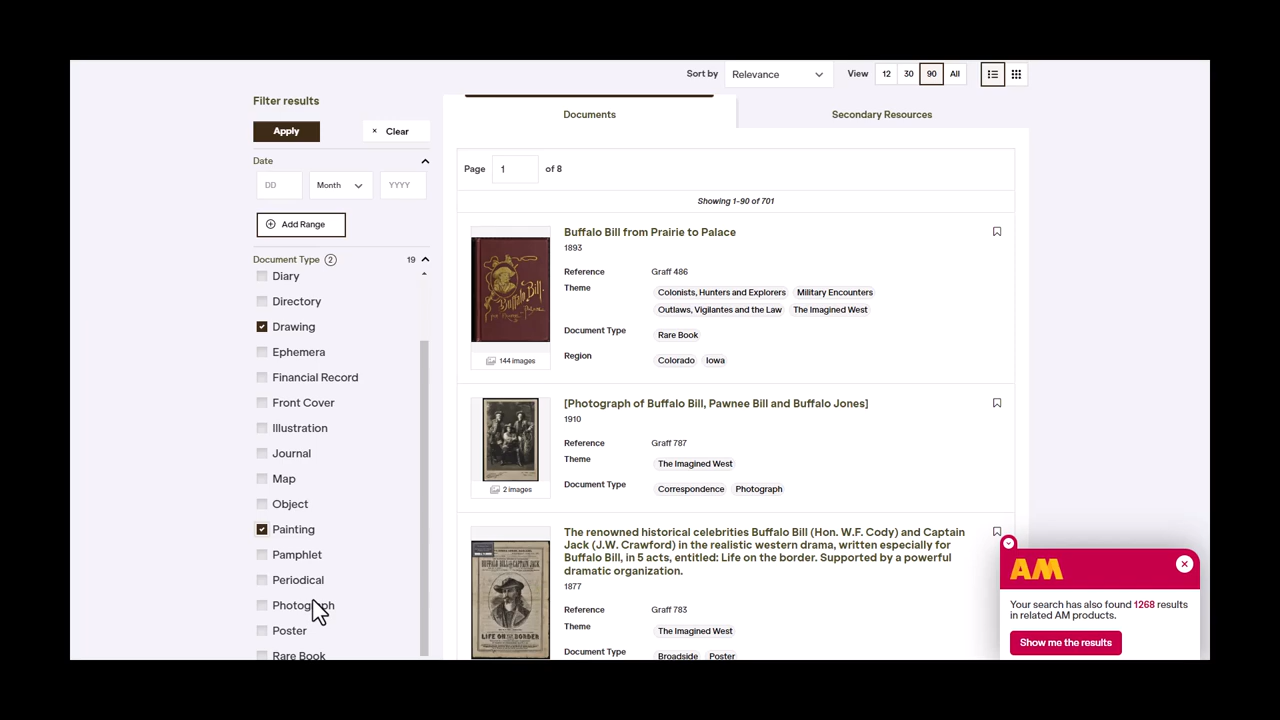 Sort by Relevance View 12 30 90 All
Filter results
Apply × Clear
Date
DD Month YYYY
Add Range
Document Type 2 19
Diary
Directory
Drawing
Ephemera
Financial Record
Front Cover
Illustration
Journal
Map
Object
Painting
Pamphlet
Periodical
Photograph
Poster
Rare Book
Documents Secondary Resources
Page 1 of 8
Showing 1-90 of 701
Buffalo Bill
144 images
Buffalo Bill from Prairie to Palace
1893
Reference Graff 486
Theme Colonists, Hunters and Explorers Military Encounters
Outlaws, Vigilantes and the Law The Imagined West
Document Type Rare Book
Region Colorado Iowa
2 images
[Photograph of Buffalo Bill, Pawnee Bill and Buffalo Jones]
1910
Reference Graff 787
Theme The Imagined West
Document Type Correspondence Photograph
LIFE ON THE BORDER
The renowned historical celebrities Buffalo Bill (Hon. W.F. Cody) and Captain
Jack (J.W. Crawford) in the realistic western drama, written especially for
Buffalo Bill, in 5 acts, entitled: Life on the border. Supported by a powerful
dramatic organization.
1877
Reference Graff 783
Theme The Imagined West
Document Type Broadside Poster
AM
Your search has also found 1268 results
in related AM products.
Show me the results